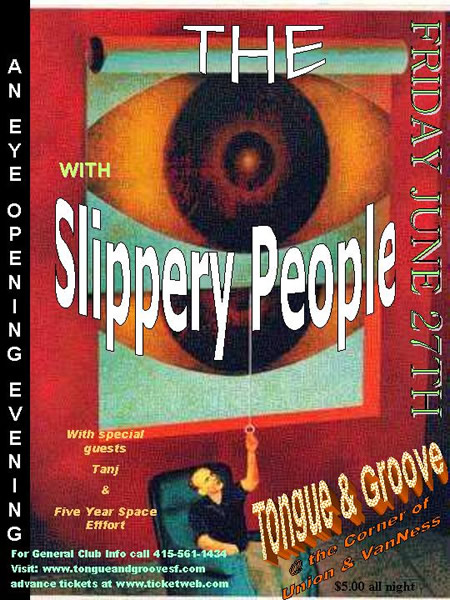 AN EYE OPENING EVENING
WITH
THE
Slippery People
FRIDAY JUNE 27TH
With special
guests
Tanj
&
Five Year Space
Efffort
Tongue & Groove
@ the Corner of
Union & VanNess
$5.00 all night
For General Club Info call 415-561-1434
Visit: www.tongueandgroovesf.com
advance tickets at www.ticketweb.com